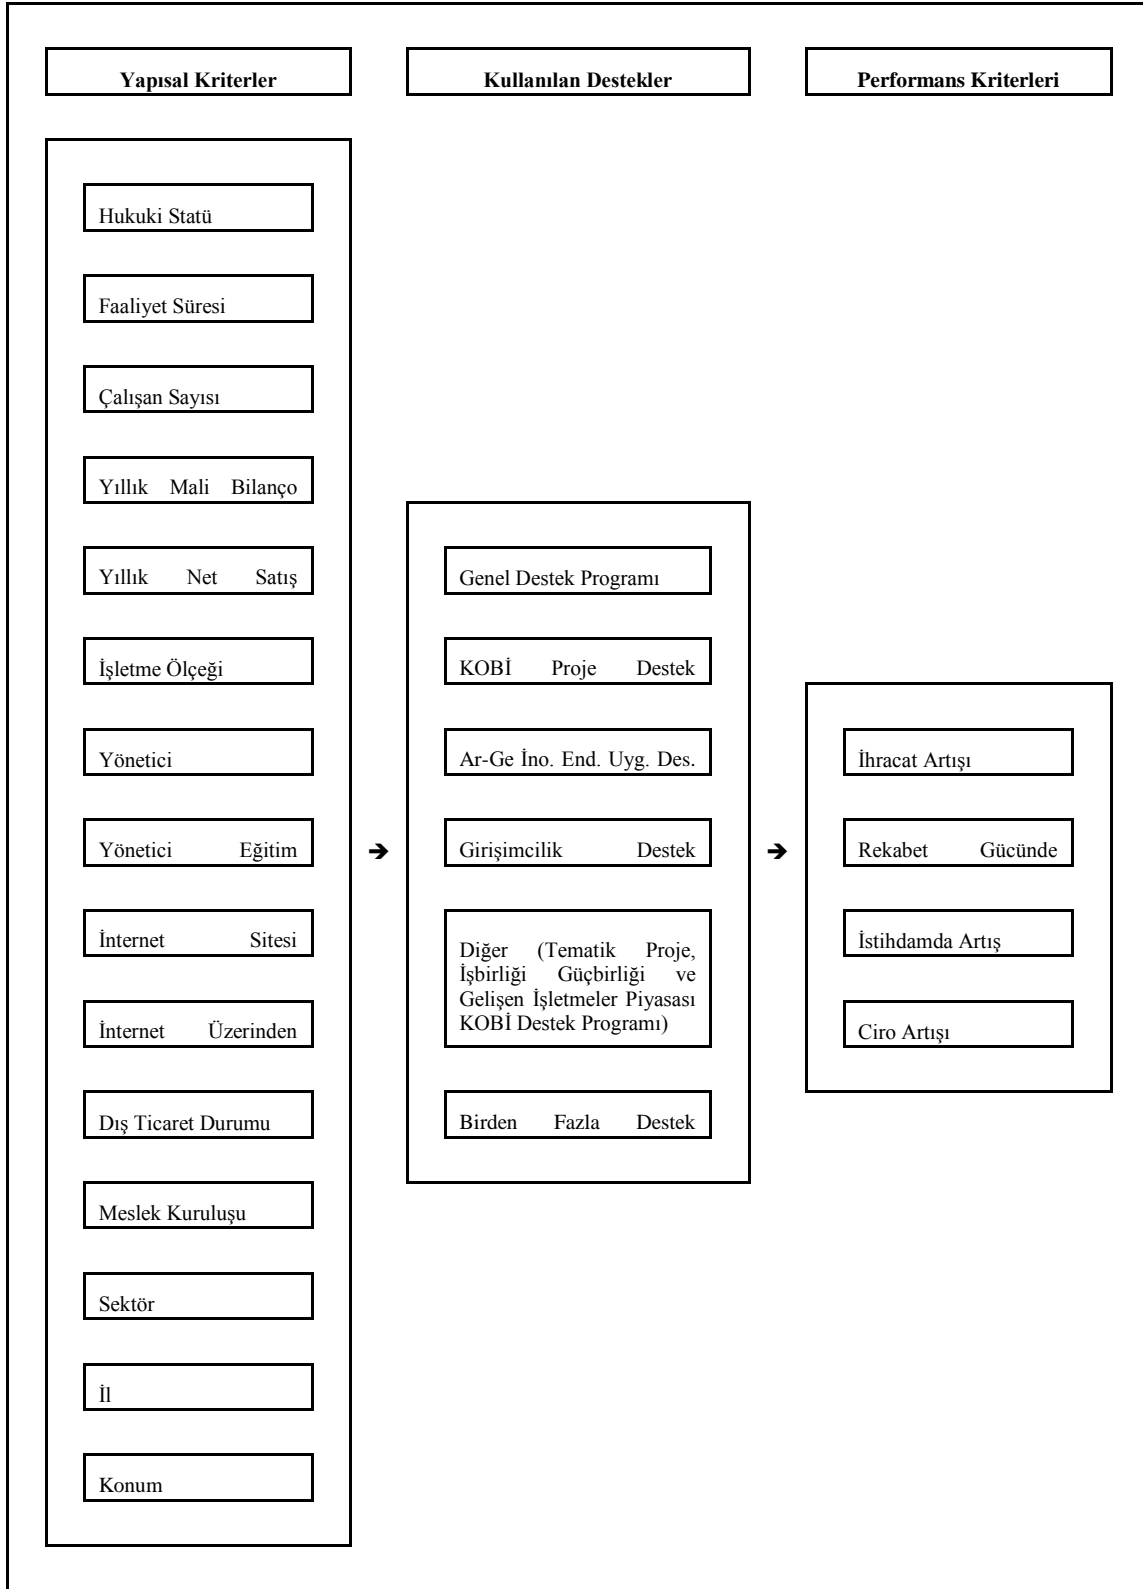 Yapısal Kriterler
Kullanılan Destekler
Performans Kriterleri
Hukuki Statü
Faaliyet Süresi
Çalışan Sayısı
Yıllık Mali Bilanço
Yıllık Net Satış
İşletme Ölçeği
Yönetici
Yönetici Eğitim
İnternet Sitesi
İnternet Üzerinden
Dış Ticaret Durumu
Meslek Kuruluşu
Sektör
İl
Konum
➔
Genel Destek Programı
KOBİ Proje Destek
Ar-Ge İno. End. Uyg. Des.
Girişimcilik Destek
Diğer (Tematik Proje,
İşbirliği Güçbirliği ve
Gelişen İşletmeler Piyasası
KOBİ Destek Programı)
Birden Fazla Destek
➔
İhracat Artışı
Rekabet Gücünde
İstihdamda Artış
Ciro Artışı